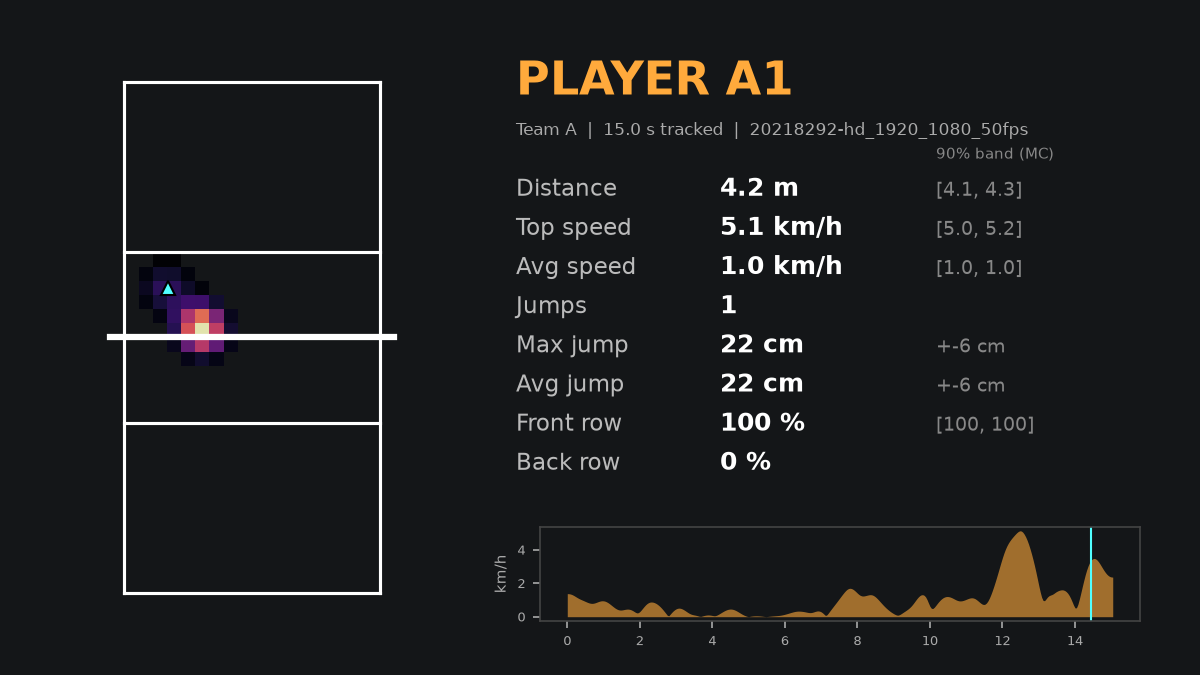 PLAYER A1
Team A | 15.0 s tracked | 20218292-hd_1920_1080_50fps
90% band (MC)
Distance 4.2 m [4.1, 4.3]
Top speed 5.1 km/h [5.0, 5.2]
Avg speed 1.0 km/h [1.0, 1.0]
Jumps 1
Max jump 22 cm +-6 cm
Avg jump 22 cm +-6 cm
Front row 100 % [100, 100]
Back row 0 %
km/h
4
2
0
0 2 4 6 8 10 12 14